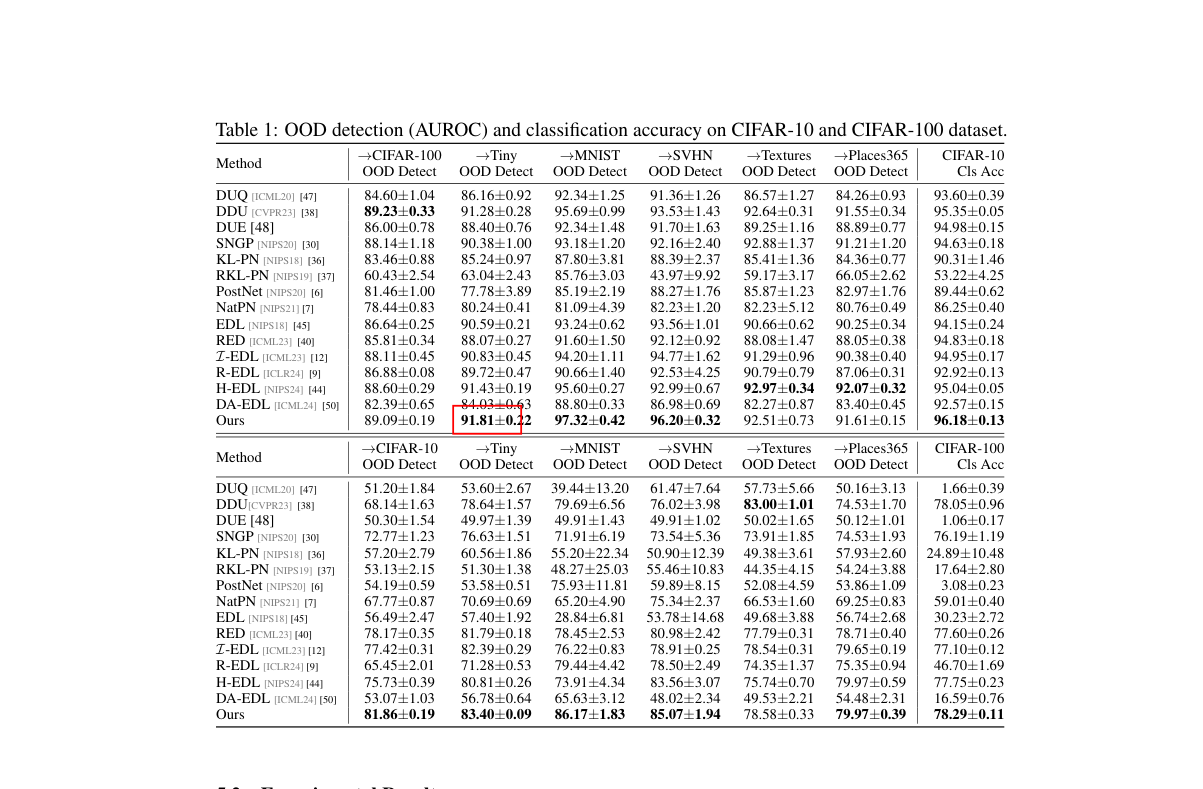 Table 1: OOD detection (AUROC) and classification accuracy on CIFAR-10 and CIFAR-100 dataset.
Method →CIFAR-100 OOD Detect →Tiny OOD Detect →MNIST OOD Detect →SVHN OOD Detect →Textures OOD Detect →Places365 OOD Detect CIFAR-10 Cls Acc
DUQ [ICML20] [47] 84.60±1.04 86.16±0.92 92.34±1.25 91.36±1.26 86.57±1.27 84.26±0.93 93.60±0.39
DDU [CVPR23] [38] 89.23±0.33 91.28±0.28 95.69±0.99 93.53±1.43 92.64±0.31 91.55±0.34 95.35±0.05
DUE [48] 86.00±0.78 88.40±0.76 92.34±1.48 91.70±1.63 89.25±1.16 88.89±0.77 94.98±0.15
SNGP [NIPS20] [30] 88.14±1.18 90.38±1.00 93.18±1.20 92.16±2.40 92.88±1.37 91.21±1.20 94.63±0.18
KL-PN [NIPS18] [36] 83.46±0.88 85.24±0.97 87.80±3.81 88.39±2.37 85.41±1.36 84.36±0.77 90.31±1.46
RKL-PN [NIPS19] [37] 60.43±2.54 63.04±2.43 85.76±3.03 43.97±9.92 59.17±3.17 66.05±2.62 53.22±4.25
PostNet [NIPS20] [6] 81.46±1.00 77.78±3.89 85.19±2.19 88.27±1.76 85.87±1.23 82.97±1.76 89.44±0.62
NatPN [NIPS21] [7] 78.44±0.83 80.24±0.41 81.09±4.39 82.23±1.20 82.23±5.12 80.76±0.49 86.25±0.40
EDL [NIPS18] [45] 86.64±0.25 90.59±0.21 93.24±0.62 93.56±1.01 90.66±0.62 90.25±0.34 94.15±0.24
RED [ICML23] [40] 85.81±0.34 88.07±0.27 91.60±1.50 92.12±0.92 88.08±1.47 88.05±0.38 94.83±0.18
ℐ-EDL [ICML23] [12] 88.11±0.45 90.83±0.45 94.20±1.11 94.77±1.62 91.29±0.96 90.38±0.40 94.95±0.17
R-EDL [ICLR24] [9] 86.88±0.08 89.72±0.47 90.66±1.40 92.53±4.25 90.79±0.79 87.06±0.31 92.92±0.13
H-EDL [NIPS24] [44] 88.60±0.29 91.43±0.19 95.60±0.27 92.99±0.67 92.97±0.34 92.07±0.32 95.04±0.05
DA-EDL [ICML24] [50] 82.39±0.65 84.03±0.63 88.80±0.33 86.98±0.69 82.27±0.87 83.40±0.45 92.57±0.15
Ours 89.09±0.19 91.81±0.22 97.32±0.42 96.20±0.32 92.51±0.73 91.61±0.15 96.18±0.13
Method →CIFAR-10 OOD Detect →Tiny OOD Detect →MNIST OOD Detect →SVHN OOD Detect →Textures OOD Detect →Places365 OOD Detect CIFAR-100 Cls Acc
DUQ [ICML20] [47] 51.20±1.84 53.60±2.67 39.44±13.20 61.47±7.64 57.73±5.66 50.16±3.13 1.66±0.39
DDU[CVPR23] [38] 68.14±1.63 78.64±1.57 79.69±6.56 76.02±3.98 83.00±1.01 74.53±1.70 78.05±0.96
DUE [48] 50.30±1.54 49.97±1.39 49.91±1.43 49.91±1.02 50.02±1.65 50.12±1.01 1.06±0.17
SNGP [NIPS20] [30] 72.77±1.23 76.63±1.51 71.91±6.19 73.54±5.36 73.91±1.85 74.53±1.93 76.19±1.19
KL-PN [NIPS18] [36] 57.20±2.79 60.56±1.86 55.20±22.34 50.90±12.39 49.38±3.61 57.93±2.60 24.89±10.48
RKL-PN [NIPS19] [37] 53.13±2.15 51.30±1.38 48.27±25.03 55.46±10.83 44.35±4.15 54.24±3.88 17.64±2.80
PostNet [NIPS20] [6] 54.19±0.59 53.58±0.51 75.93±11.81 59.89±8.15 52.08±4.59 53.86±1.09 3.08±0.23
NatPN [NIPS21] [7] 67.77±0.87 70.69±0.69 65.20±4.90 75.34±2.37 66.53±1.60 69.25±0.83 59.01±0.40
EDL [NIPS18] [45] 56.49±2.47 57.40±1.92 28.84±6.81 53.78±14.68 49.68±3.88 56.74±2.68 30.23±2.72
RED [ICML23] [40] 78.17±0.35 81.79±0.18 78.45±2.53 80.98±2.42 77.79±0.31 78.71±0.40 77.60±0.26
ℐ-EDL [ICML23] [12] 77.42±0.31 82.39±0.29 76.22±0.83 78.91±0.25 78.54±0.31 79.65±0.19 77.10±0.12
R-EDL [ICLR24] [9] 65.45±2.01 71.28±0.53 79.44±4.42 78.50±2.49 74.35±1.37 75.35±0.94 46.70±1.69
H-EDL [NIPS24] [44] 75.73±0.39 80.81±0.26 73.91±4.34 83.56±3.07 75.74±0.70 79.97±0.59 77.75±0.23
DA-EDL [ICML24] [50] 53.07±1.03 56.78±0.64 65.63±3.12 48.02±2.34 49.53±2.21 54.48±2.31 16.59±0.76
Ours 81.86±0.19 83.40±0.09 86.17±1.83 85.07±1.94 78.58±0.33 79.97±0.39 78.29±0.11